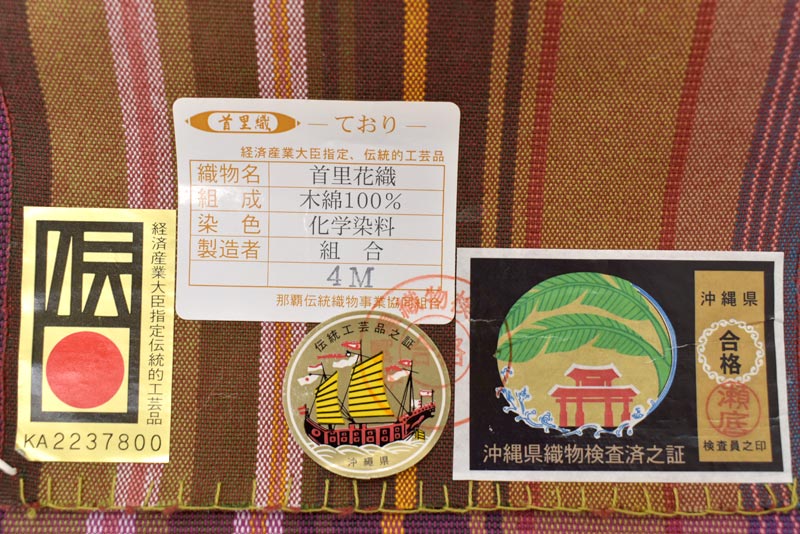 首里織
―ており―
経済産業大臣指定、伝統的工芸品
織物名 首里花織
組成 木綿100%
染色 化学染料
製造者 組合
4M
那覇伝統織物事業協同組合
伝
経済産業大臣指定伝統的工芸品
KA2237800
伝統工芸品之証
沖縄県
沖縄県
合格
瀬底
検査員之印
沖縄県織物検査済之証